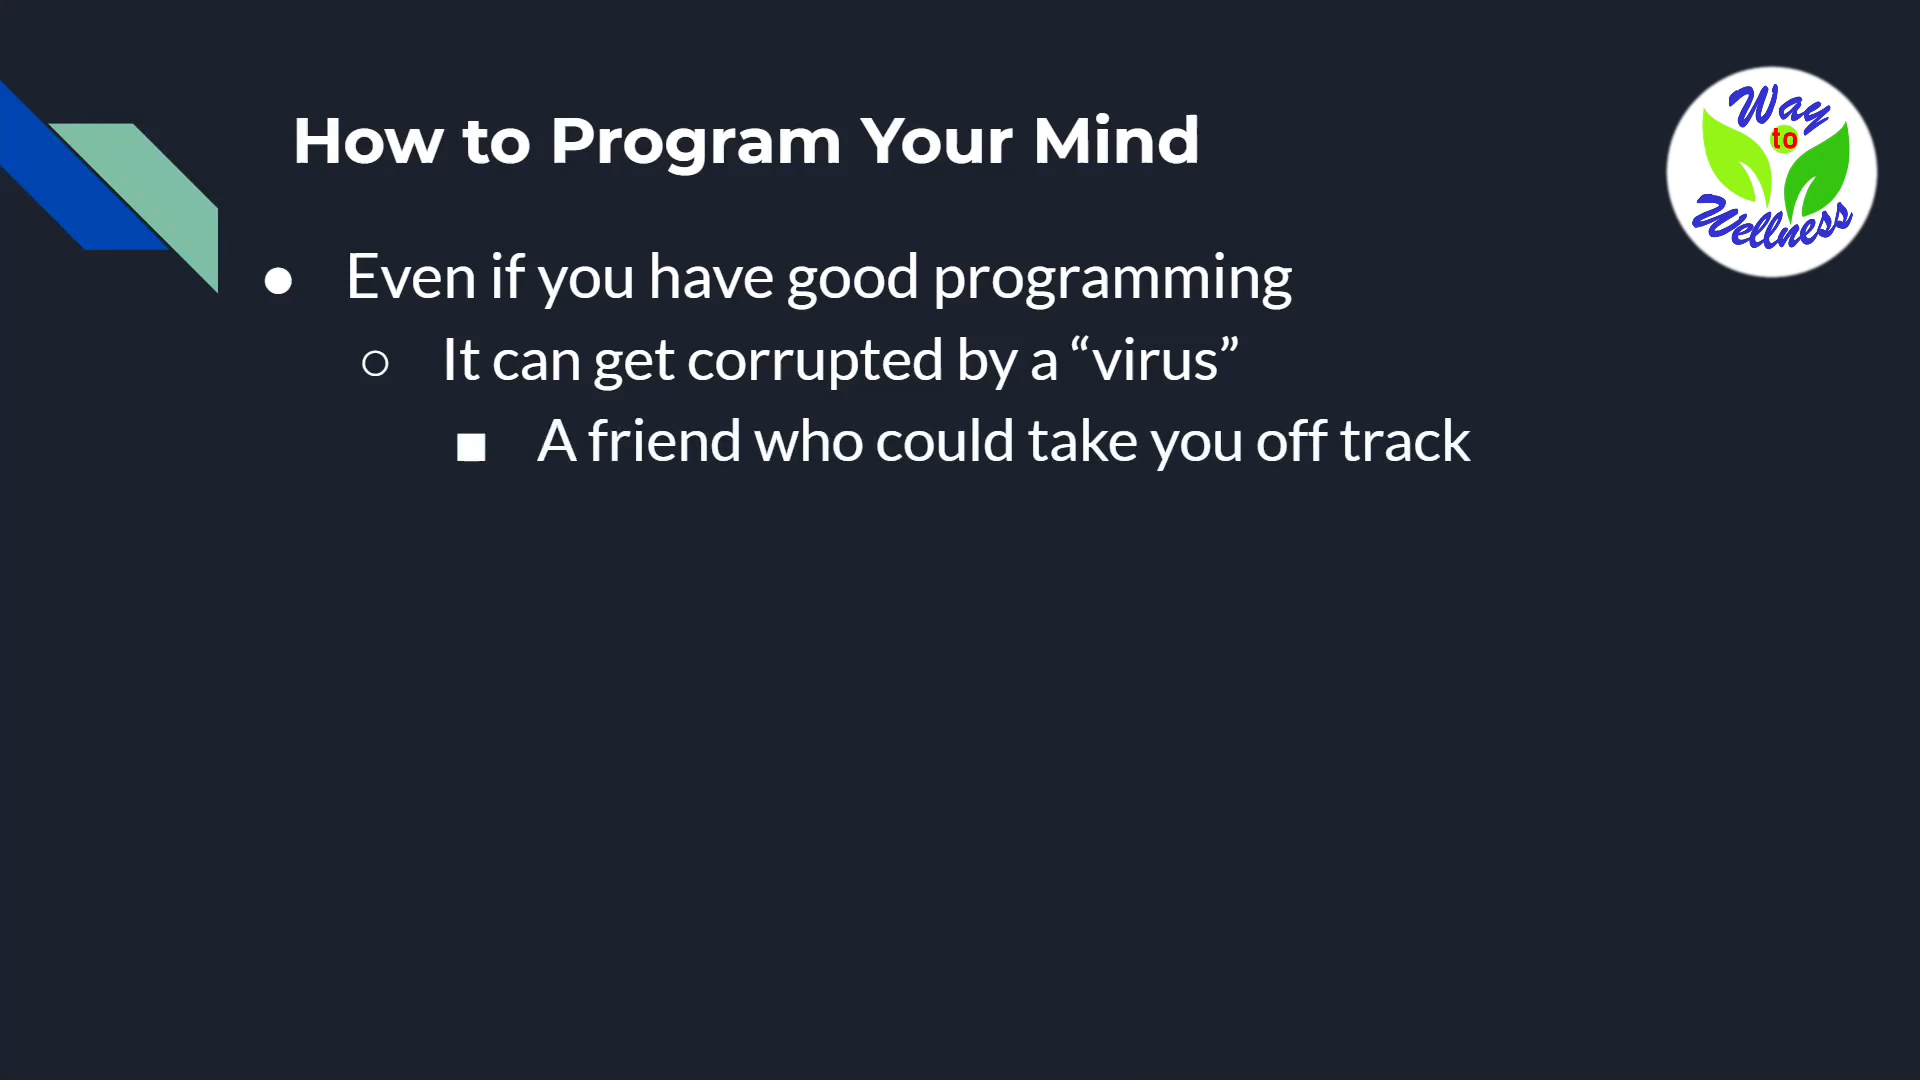 How to Program Your Mind
Way
to
Wellness
● Even if you have good programming
○ It can get corrupted by a “virus”
■ A friend who could take you off track